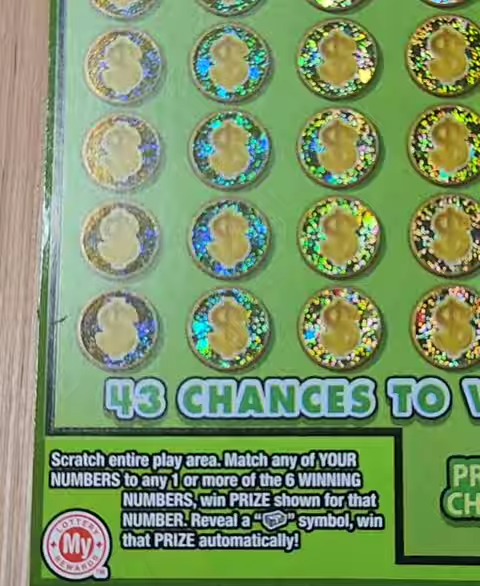 43 CHANCES TO
Scratch entire play area. Match any of YOUR
NUMBERS to any 1 or more of the 6 WINNING
NUMBERS, win PRIZE shown for that
NUMBER. Reveal a “ ” symbol, win
that PRIZE automatically!
PR
CH
LOTTERY
My
REWARDS
TM